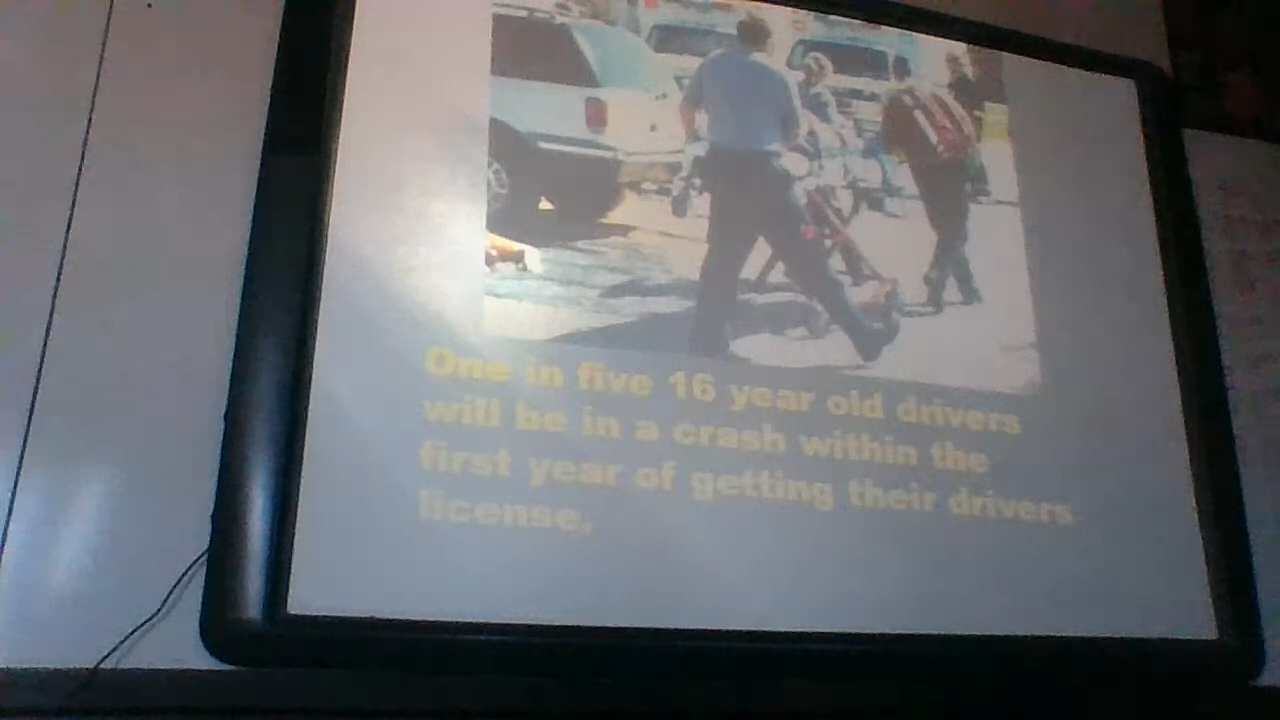 One in five 16 year old drivers
will be in a crash within the
first year of getting their drivers
license.